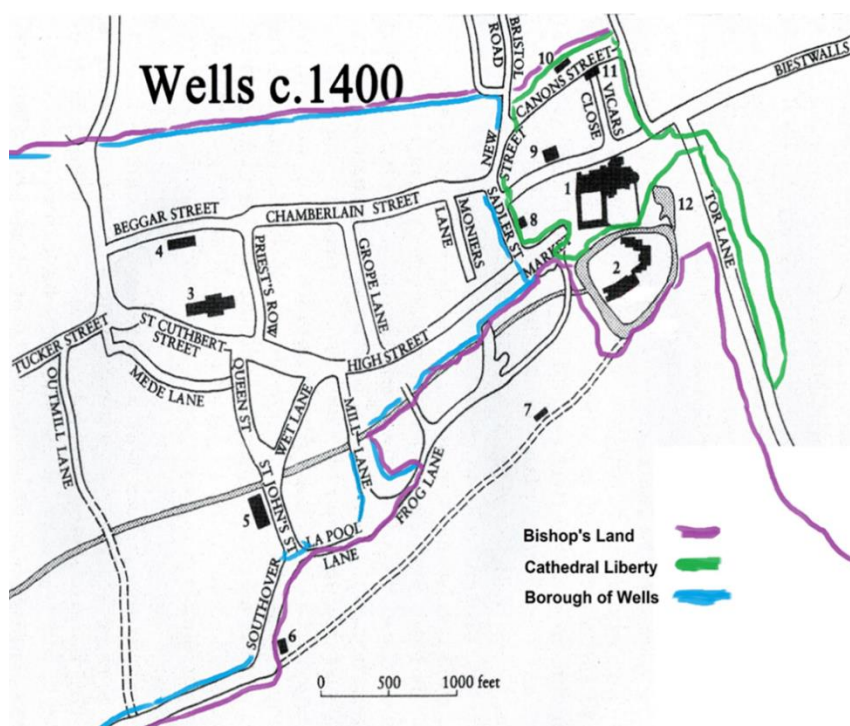 Wells c.1400
NEW
ROAD
BRISTOL
STREET
CANONS STREET
VICARS
CLOSE
BIESTWALLS
TOR LANE
SADLER ST
MARKET
BEGGAR STREET
CHAMBERLAIN STREET
MONIERS
LANE
PRIEST'S ROW
GROPE LANE
TUCKER STREET
ST CUTHBERT
STREET
HIGH STREET
MEDE LANE
OUTMILL LANE
QUEEN ST
WET LANE
MILL LANE
FROG LANE
ST JOHN'S ST
LA POOL
LANE
SOUTHOVER
1
2
3
4
5
6
7
8
9
10
11
12
Bishop's Land
Cathedral Liberty
Borough of Wells
0 500 1000 feet